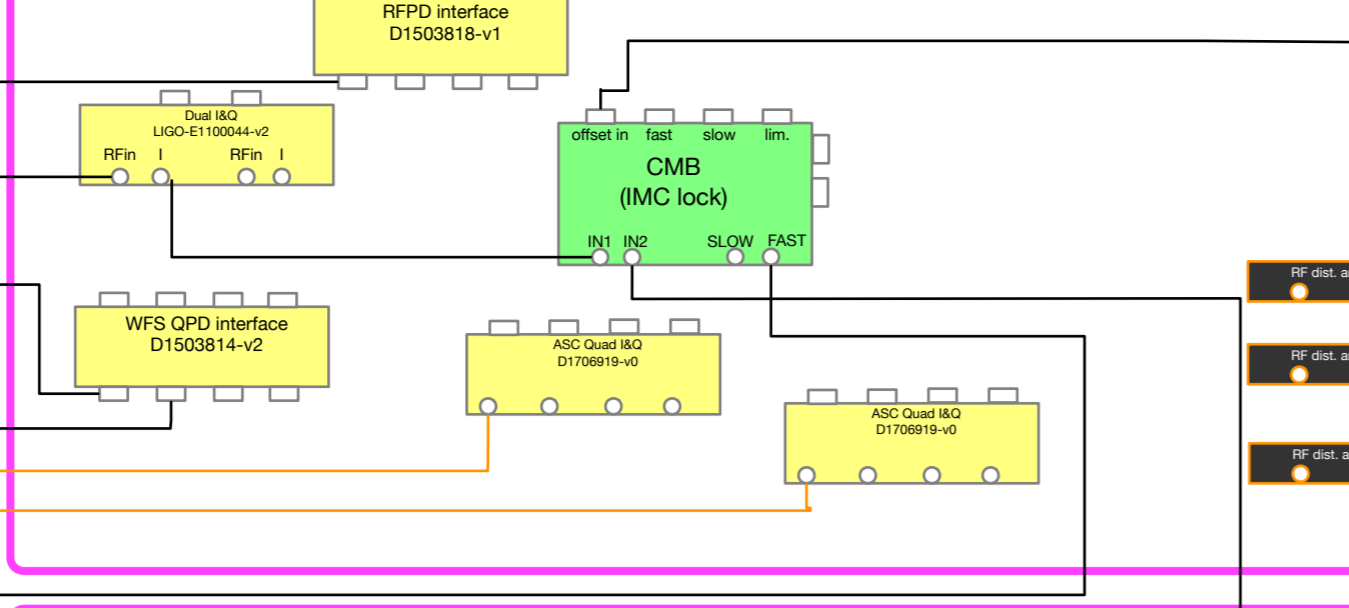 RFPD interface
D1503818-v1
Dual I&Q
LIGO-E1100044-v2
RFin I RFin I
offset in fast slow lim.
CMB
(IMC lock)
IN1 IN2 SLOW FAST
WFS QPD interface
D1503814-v2
ASC Quad I&Q
D1706919-v0
ASC Quad I&Q
D1706919-v0
RF dist. a
RF dist. a
RF dist. a